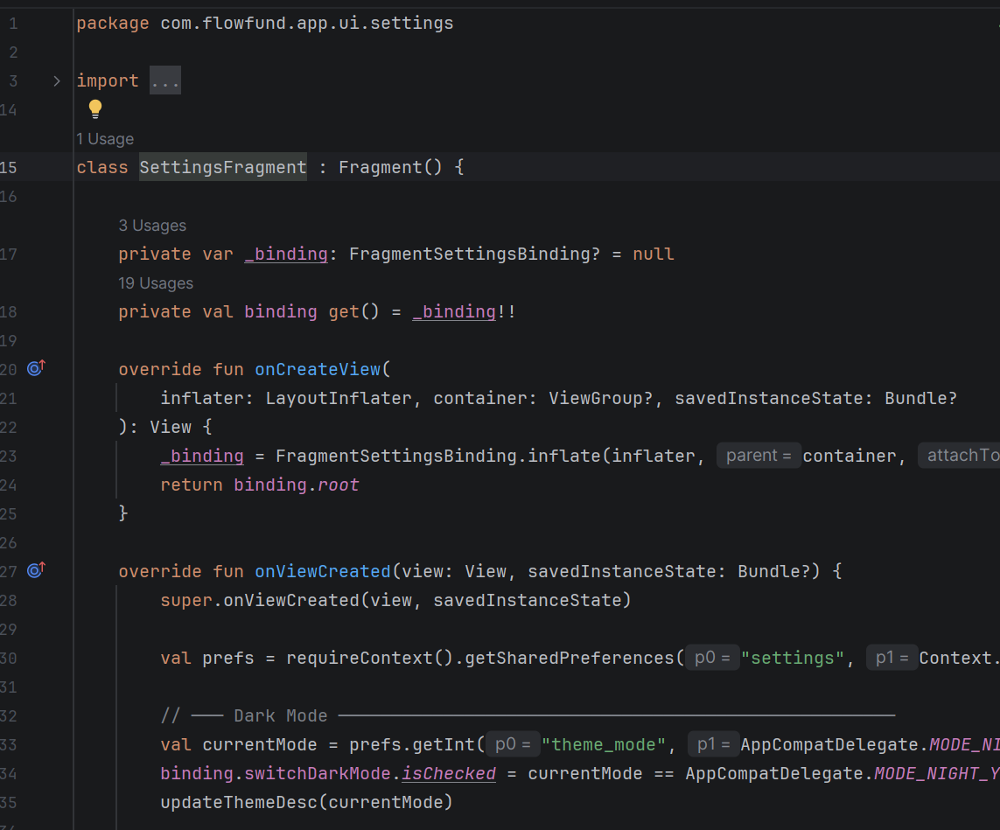 1 package com.flowfund.app.ui.settings
2
3 import ...
14
1 Usage
15 class SettingsFragment : Fragment() {
16
3 Usages
17 private var _binding: FragmentSettingsBinding? = null
19 Usages
18 private val binding get() = _binding!!
19
20 override fun onCreateView(
21 inflater: LayoutInflater, container: ViewGroup?, savedInstanceState: Bundle?
22 ): View {
23 _binding = FragmentSettingsBinding.inflate(inflater, parent = container, attachTo
24 return binding.root
25 }
26
27 override fun onViewCreated(view: View, savedInstanceState: Bundle?) {
28 super.onViewCreated(view, savedInstanceState)
29
30 val prefs = requireContext().getSharedPreferences( p0 = "settings", p1 = Context.
31
32 // ── Dark Mode ──────────────────────────
33 val currentMode = prefs.getInt( p0 = "theme_mode", p1 = AppCompatDelegate.MODE_NI
34 binding.switchDarkMode.isChecked = currentMode == AppCompatDelegate.MODE_NIGHT_Y
35 updateThemeDesc(currentMode)